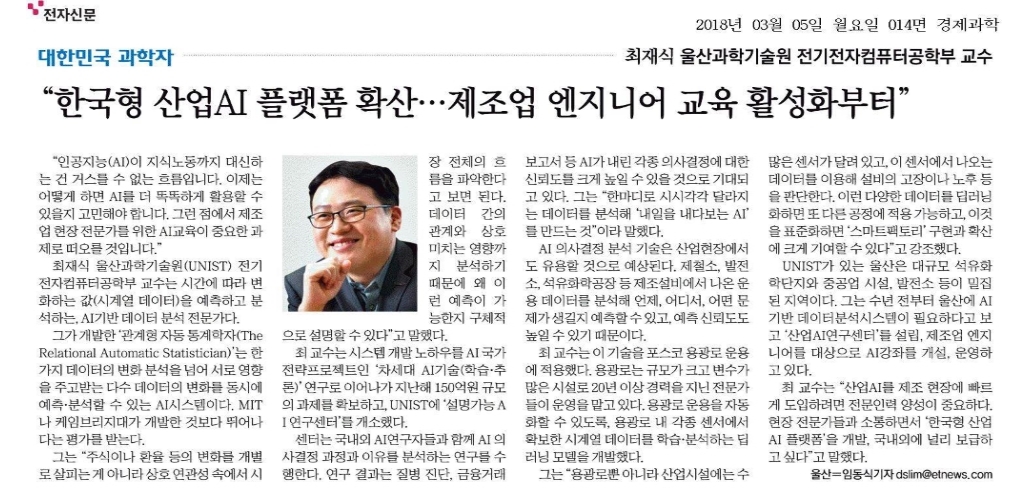 전자신문
2018년 03월 05일 월요일 014면 경제과학
대한민국 과학자
최재식 울산과학기술원 전기전자컴퓨터공학부 교수
“한국형 산업AI 플랫폼 확산…제조업 엔지니어 교육 활성화부터”
“인공지능(AI)이 지식노동까지 대신하
는 건 거스를 수 없는 흐름입니다. 이제는
어떻게 하면 AI를 더 똑똑하게 활용할 수
있을지 고민해야 합니다. 그런 점에서 제조
업 현장 전문가를 위한 AI교육이 중요한 과
제로 떠오를 것입니다.”
최재식 울산과학기술원(UNIST) 전기
전자컴퓨터공학부 교수는 시간에 따라 변
화하는 값(시계열 데이터)을 예측하고 분
석하는, AI기반 데이터 분석 전문가다.
그가 개발한 ‘관계형 자동 통계학자(The
Relational Automatic Statistician)’는 한
가지 데이터의 변화 분석을 넘어 서로 영향
을 주고받는 다수 데이터의 변화를 동시에
예측·분석할 수 있는 AI시스템이다. MIT
나 케임브리지대가 개발한 것보다 뛰어나
다는 평가를 받는다.
그는 “주식이나 환율 등의 변화를 개별
로 살피는 게 아니라 상호 연관성 속에서 시
장 전체의 흐
름을 파악한다
고 보면 된다.
데이터 간의
관계와 상호
미치는 영향까
지 분석하기
때문에 왜 이
런 예측이 가
능한지 구체적
으로 설명할 수 있다”고 말했다.
최 교수는 시스템 개발 노하우를 AI 국가
전략프로젝트인 ‘차세대 AI기술(학습·추
론)’ 연구로 이어나가 지난해 150억원 규모
의 과제를 확보하고, UNIST에 ‘설명가능 A
I 연구센터’를 개소했다.
센터는 국내외 AI연구자들과 함께 AI 의
사결정 과정과 이유를 분석하는 연구를 수
행한다. 연구 결과는 질병 진단, 금융거래
보고서 등 AI가 내린 각종 의사결정에 대한
신뢰도를 크게 높일 수 있을 것으로 기대되
고 있다. 그는 “한마디로 시시각각 달라지
는 데이터를 분석해 ‘내일을 내다보는 AI’
를 만드는 것”이라 말했다.
AI 의사결정 분석 기술은 산업현장에서
도 유용할 것으로 예상된다. 제철소, 발전
소, 석유화학공장 등 제조설비에서 나온 운
용 데이터를 분석해 언제, 어디서, 어떤 문
제가 생길지 예측할 수 있고, 예측 신뢰도도
높일 수 있기 때문이다.
최 교수는 이 기술을 포스코 용광로 운용
에 적용했다. 용광로는 규모가 크고 변수가
많은 시설로 20년 이상 경력을 지닌 전문가
들이 운영을 맡고 있다. 용광로 운용을 자동
화할 수 있도록, 용광로 내 각종 센서에서
확보한 시계열 데이터를 학습·분석하는 딥
러닝 모델을 개발했다.
그는 “용광로뿐 아니라 산업시설에는 수
많은 센서가 달려 있고, 이 센서에서 나오는
데이터를 이용해 설비의 고장이나 노후 등
을 판단한다. 이런 다양한 데이터를 딥러닝
화하면 또 다른 공정에 적용 가능하고, 이것
을 표준화하면 ‘스마트팩토리’ 구현과 확산
에 크게 기여할 수 있다”고 강조했다.
UNIST가 있는 울산은 대규모 석유화
학단지와 중공업 시설, 발전소 등이 밀집
된 지역이다. 그는 수년 전부터 울산에 AI
기반 데이터분석시스템이 필요하다고 보
고 ‘산업AI연구센터’를 설립, 제조업 엔지
니어를 대상으로 AI강좌를 개설, 운영하
고 있다.
최 교수는 “산업AI를 제조 현장에 빠르
게 도입하려면 전문인력 양성이 중요하다.
현장 전문가들과 소통하면서 ‘한국형 산업
AI 플랫폼’을 개발, 국내외에 널리 보급하
고 싶다”고 말했다.
울산=임동식기자 dslim@etnews.com